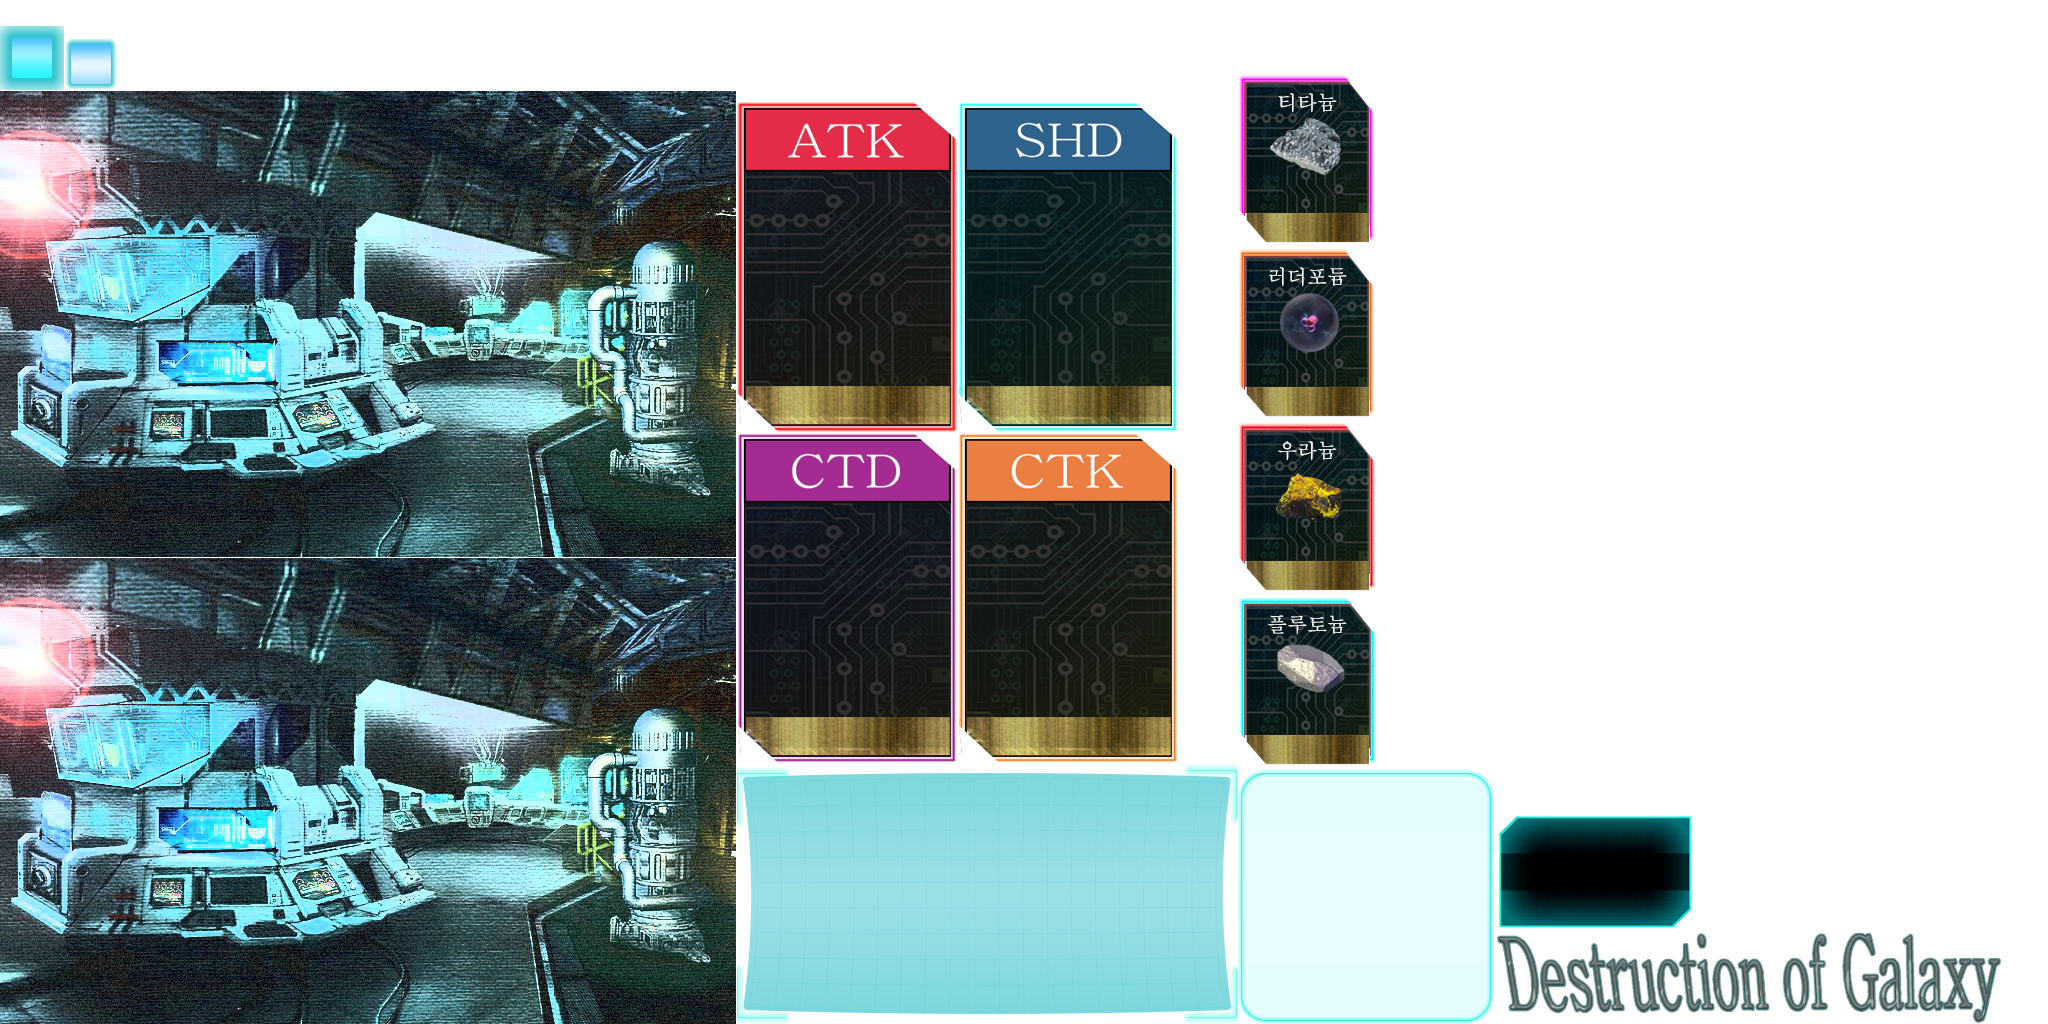 ATK
SHD
CTD
CTK
티타늄
러더포듐
우라늄
플루토늄
Destruction of Galaxy